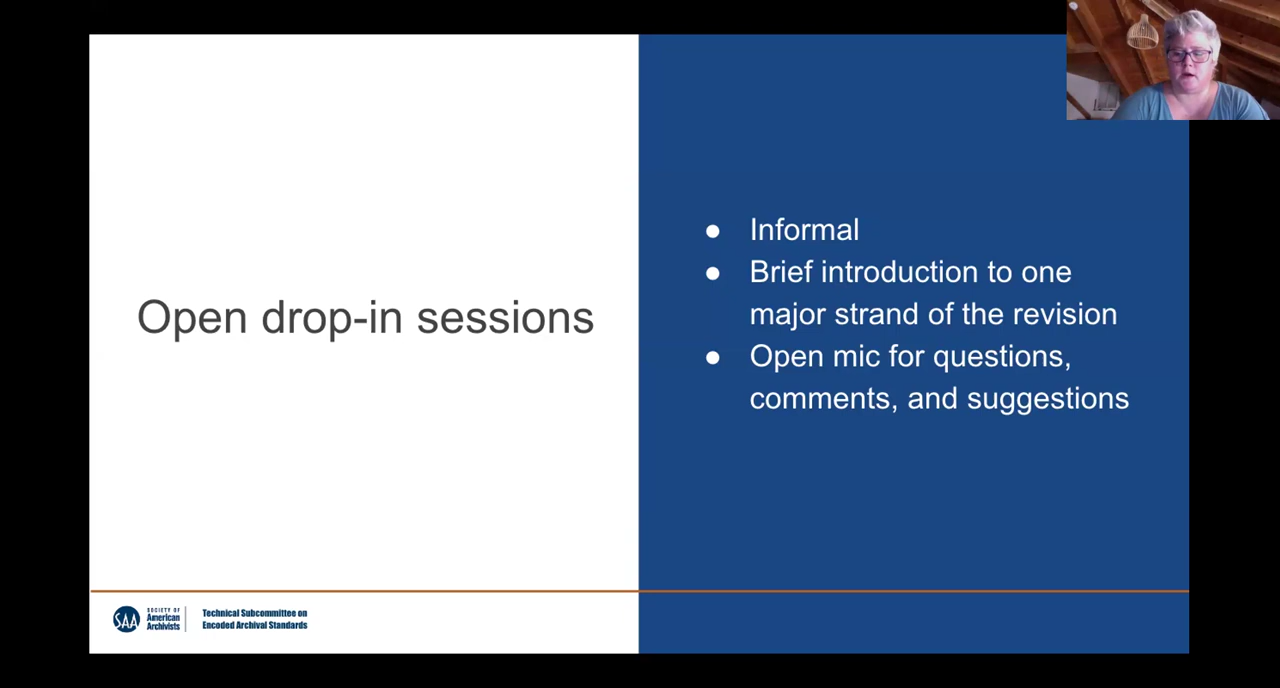 Open drop-in sessions
● Informal
● Brief introduction to one
major strand of the revision
● Open mic for questions,
comments, and suggestions
SAA
SOCIETY OF
American
Archivists
Technical Subcommittee on
Encoded Archival Standards